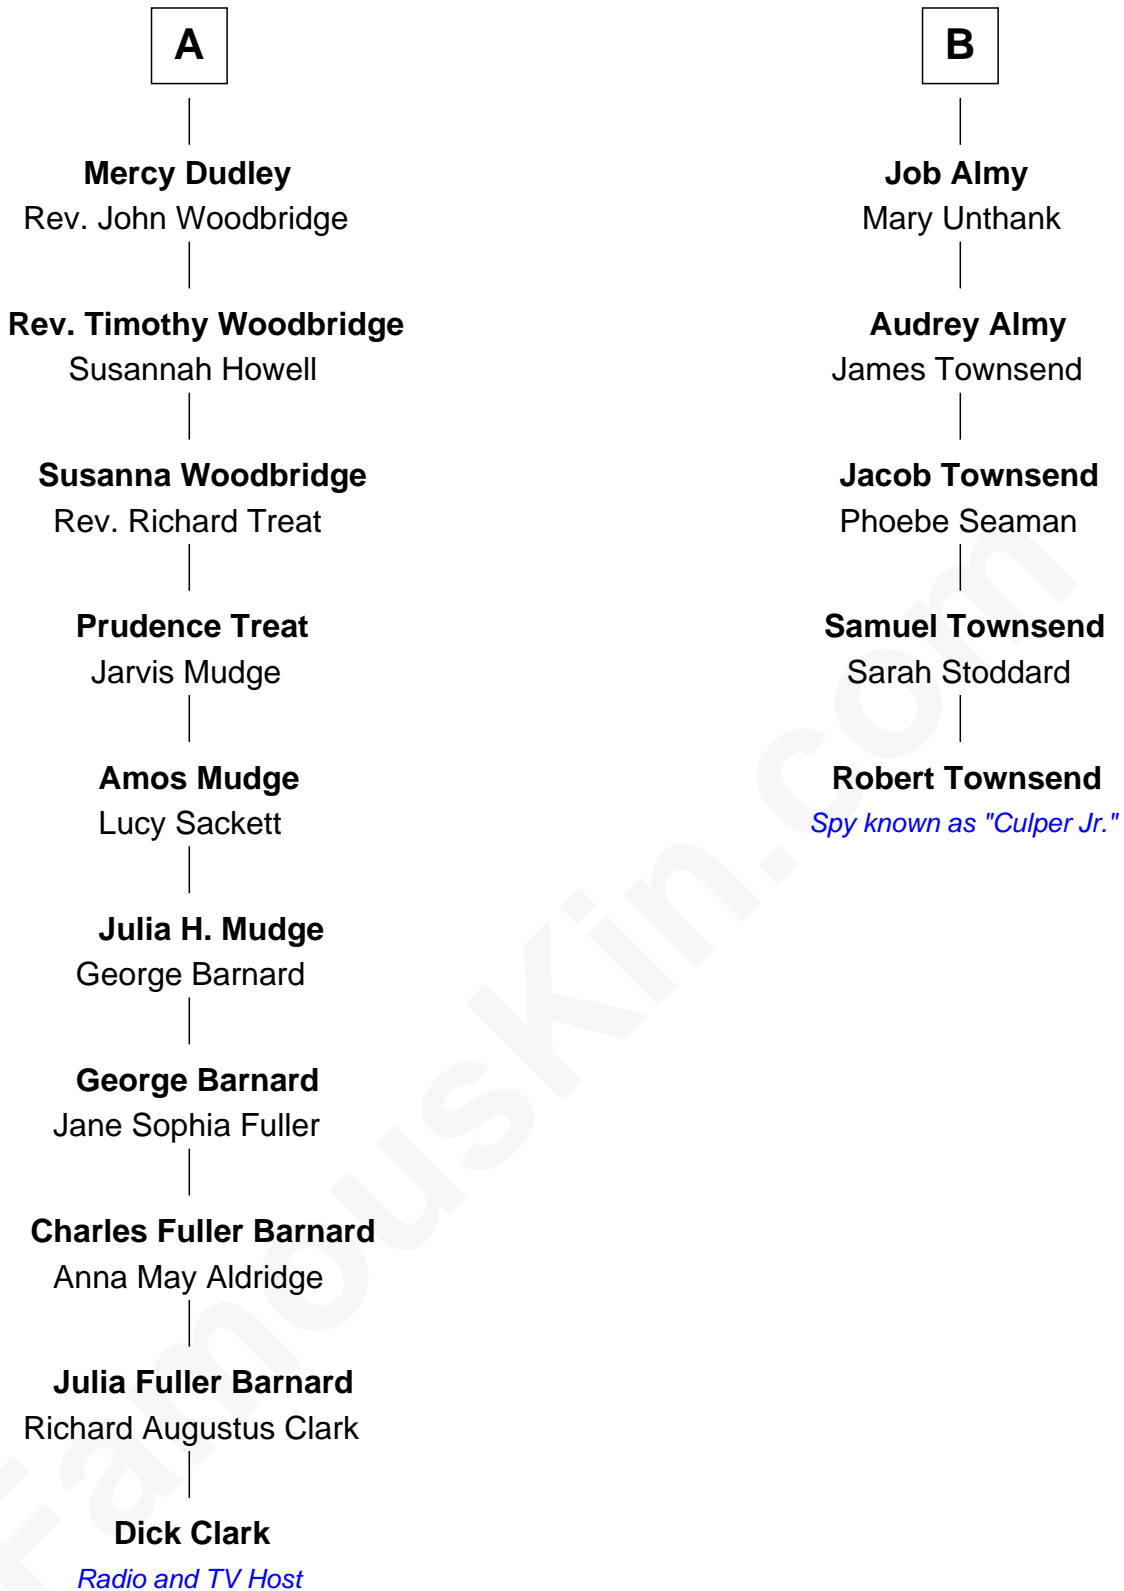 A
Mercy Dudley
Rev. John Woodbridge
Rev. Timothy Woodbridge
Susannah Howell
Susanna Woodbridge
Rev. Richard Treat
Prudence Treat
Jarvis Mudge
Amos Mudge
Lucy Sackett
Julia H. Mudge
George Barnard
George Barnard
Jane Sophia Fuller
Charles Fuller Barnard
Anna May Aldridge
Julia Fuller Barnard
Richard Augustus Clark
Dick Clark
Radio and TV Host
B
Job Almy
Mary Unthank
Audrey Almy
James Townsend
Jacob Townsend
Phoebe Seaman
Samuel Townsend
Sarah Stoddard
Robert Townsend
Spy known as "Culper Jr."
FamousKin.com